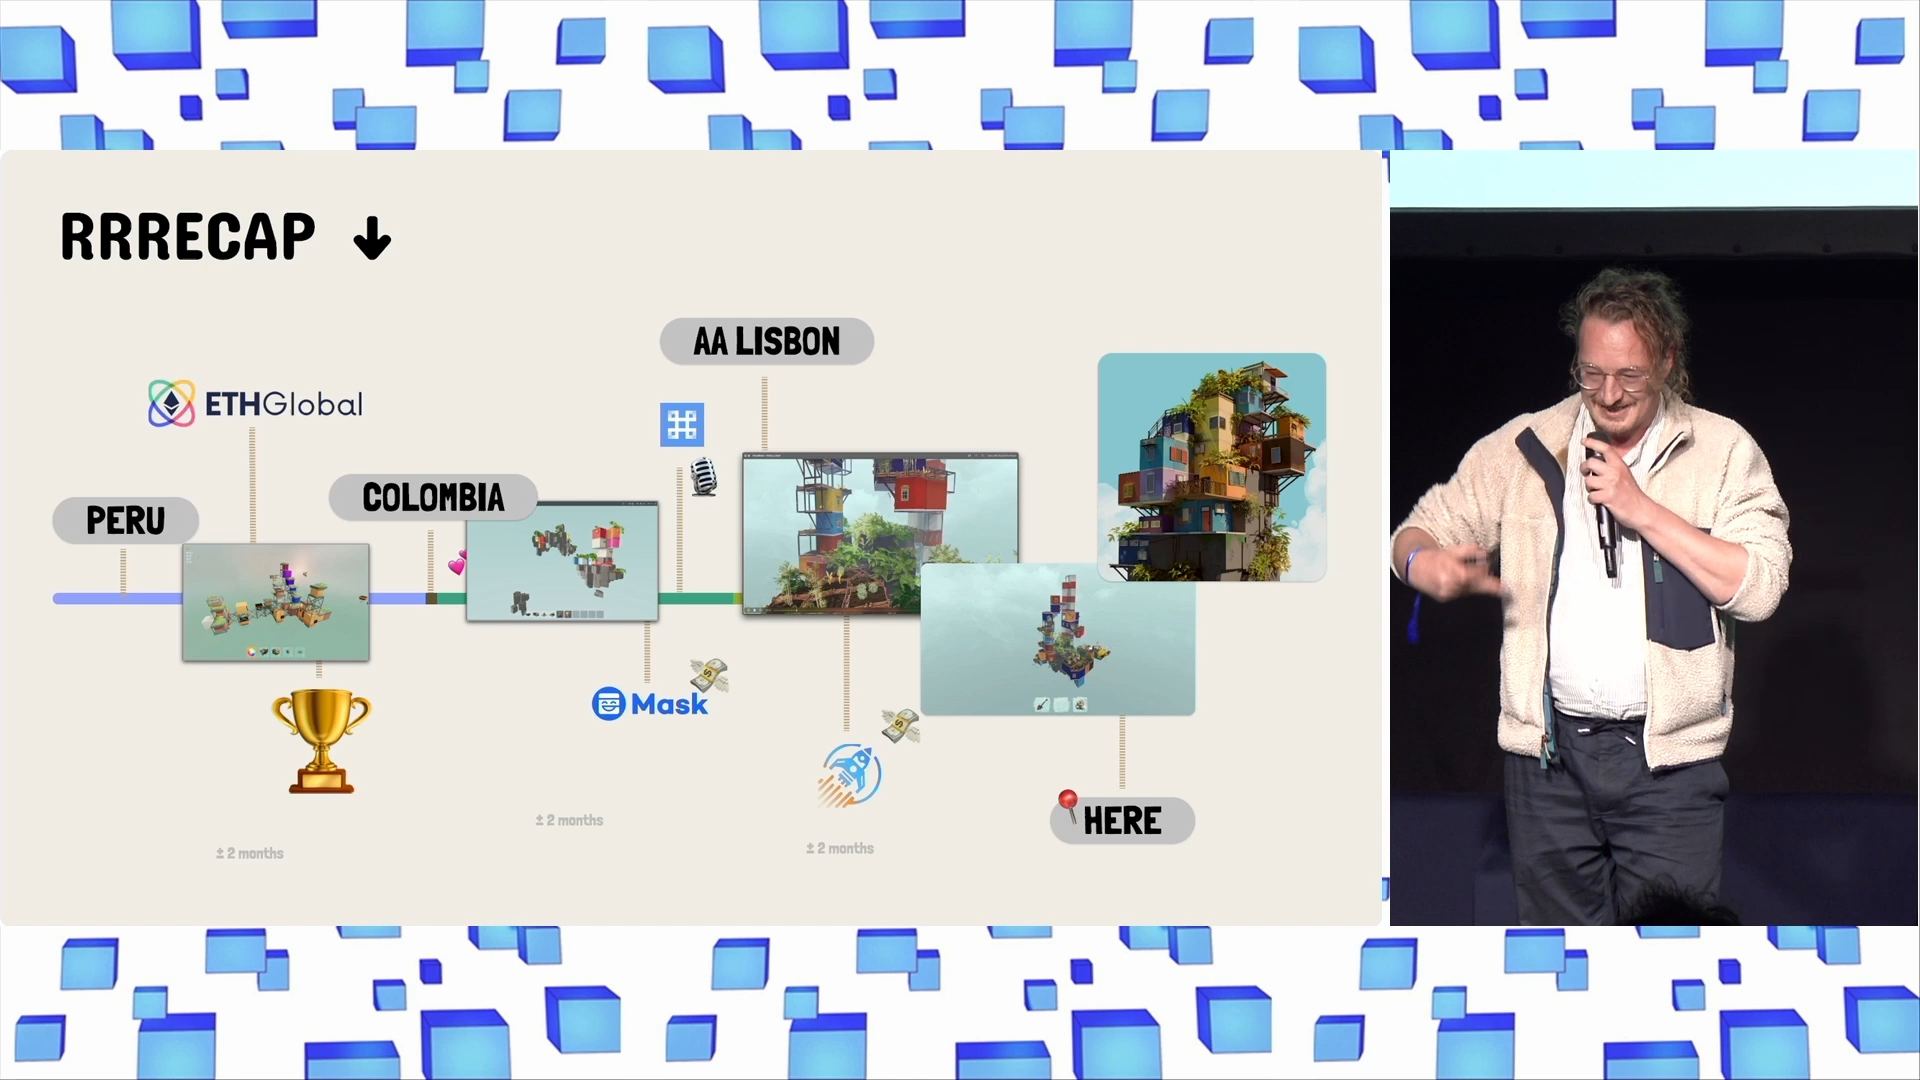 RRRECAP
AA LISBON
ETHGlobal
COLOMBIA
PERU
Mask
HERE
± 2 months
± 2 months
± 2 months